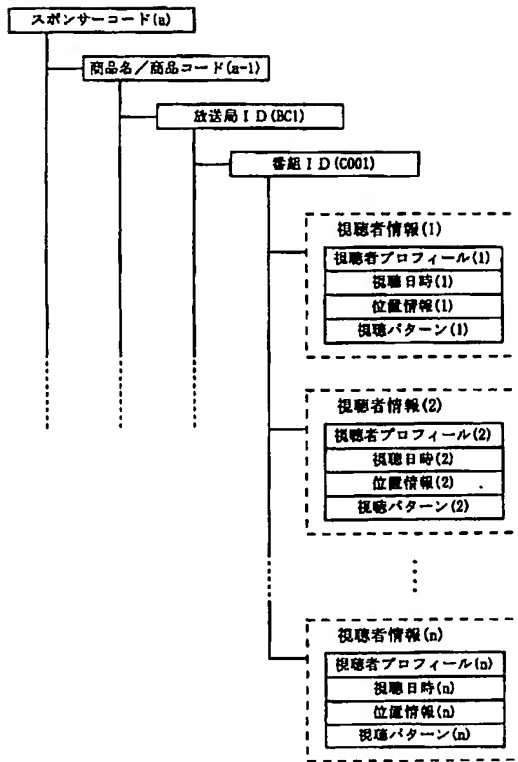 スポンサーコード(a)
商品名／商品コード(a-1)
放送局ＩＤ(BC1)
番組ＩＤ(C001)
視聴者情報(1)
視聴者プロフィール(1)
視聴日時(1)
位置情報(1)
視聴パターン(1)
視聴者情報(2)
視聴者プロフィール(2)
視聴日時(2)
位置情報(2)
視聴パターン(2)
視聴者情報(n)
視聴者プロフィール(n)
視聴日時(n)
位置情報(n)
視聴パターン(n)